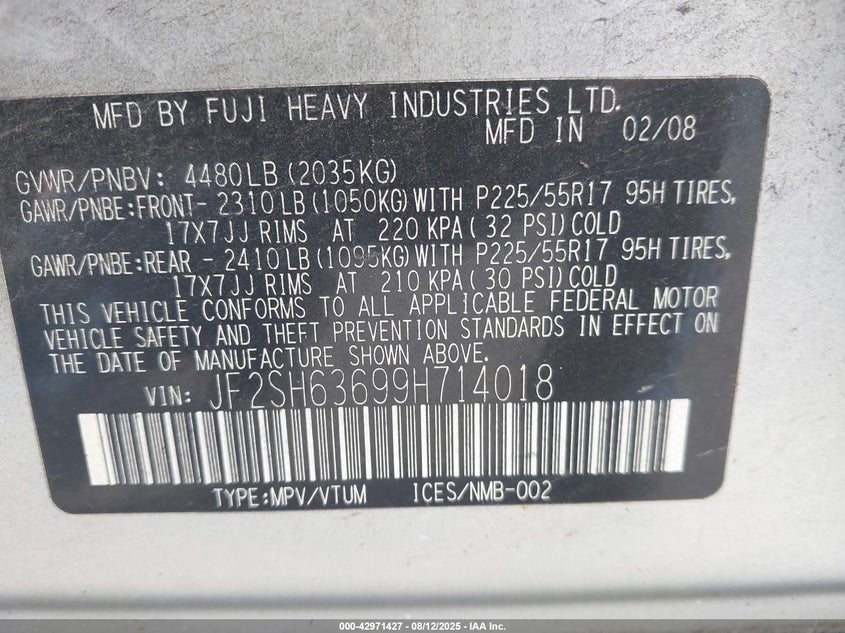 MFD BY FUJI HEAVY INDUSTRIES LTD.
MFD IN 02/08
GVWR/PNBV: 4480LB (2035KG)
GAWR/PNBE:FRONT- 2310LB (1050KG) WITH P225/55R17 95H TIRES,
17X7JJ RIMS AT 220 KPA ( 32 PSI) COLD
GAWR/PNBE:REAR - 2410LB (1095KG) WITH P225/55R17 95H TIRES,
17X7JJ RIMS AT 210 KPA ( 30 PSI) COLD
THIS VEHICLE CONFORMS TO ALL APPLICABLE FEDERAL MOTOR
VEHICLE SAFETY AND THEFT PREVENTION STANDARDS IN EFFECT ON
THE DATE OF MANUFACTURE SHOWN ABOVE.
VIN: JF2SH63699H714018
TYPE:MPV/VTUM ICES/NMB-002
000-42971427 - 08/12/2025 - IAA Inc.